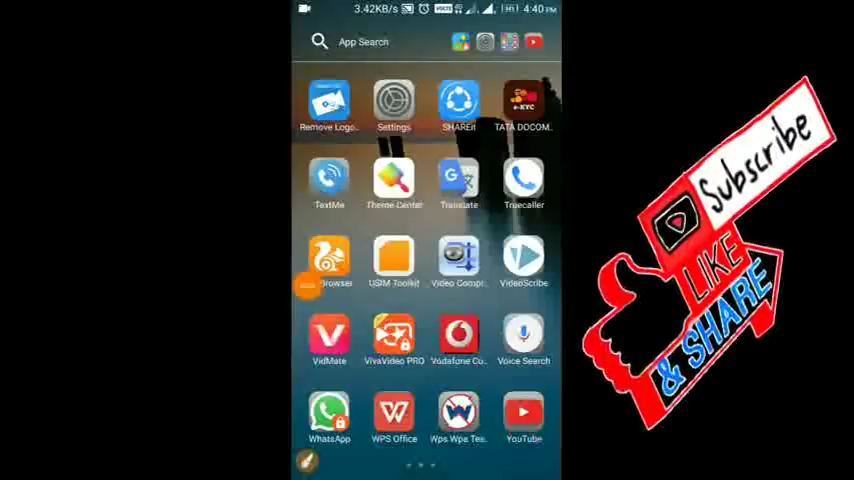 3.42KB/s VOLTE 4:40 PM
App Search
Remove Logo.. Settings SHAREit TATA DOCOM..
e-KYC
TextMe Theme Center Translate Truecaller
Browser USIM Toolkit Video Compr.. VideoScribe
VidMate VivaVideo PRO Vodafone Cu.. Voice Search
WhatsApp WPS Office Wps Wpa Tes.. YouTube
Subscribe
LIKE
& SHARE